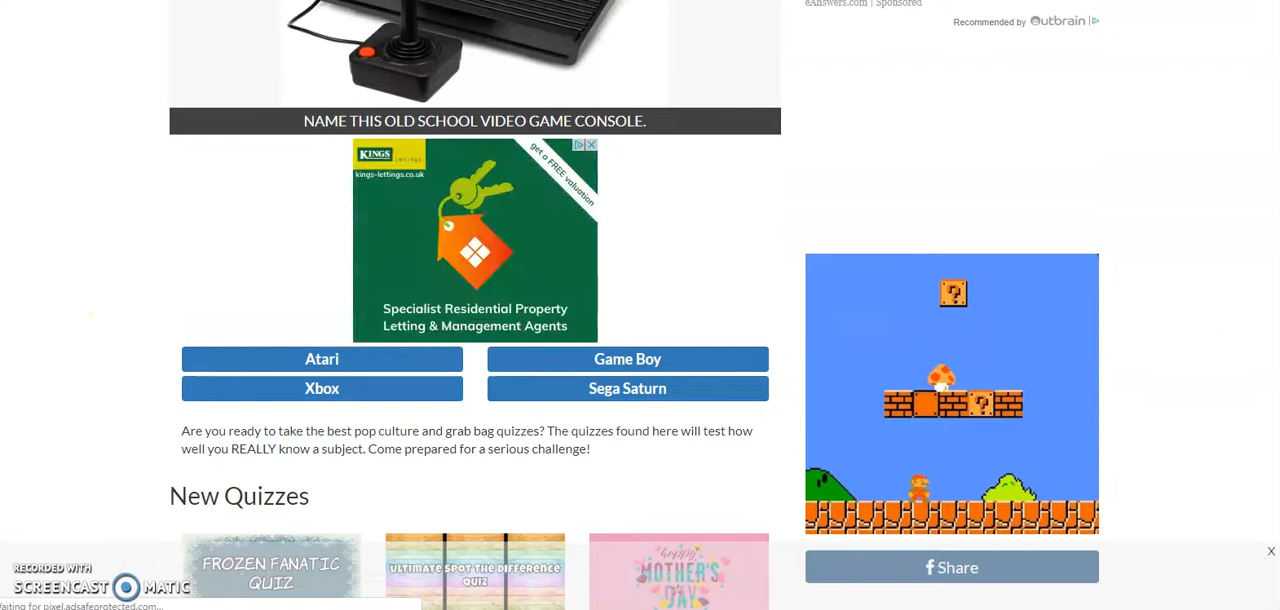 eAnswers.com | Sponsored
Recommended by Outbrain
NAME THIS OLD SCHOOL VIDEO GAME CONSOLE.
KINGS
lettings
kings-lettings.co.uk
get a FREE valuation
Specialist Residential Property
Letting & Management Agents
Atari
Game Boy
Xbox
Sega Saturn
Are you ready to take the best pop culture and grab bag quizzes? The quizzes found here will test how
well you REALLY know a subject. Come prepared for a serious challenge!
New Quizzes
FROZEN FANATIC
QUIZ
ULTIMATE SPOT THE DIFFERENCE
QUIZ
happy
MOTHER'S
DAY
?
?
f Share
X
RECORDED WITH
SCREENCAST MATIC
Waiting for pixel.adsafeprotected.com...